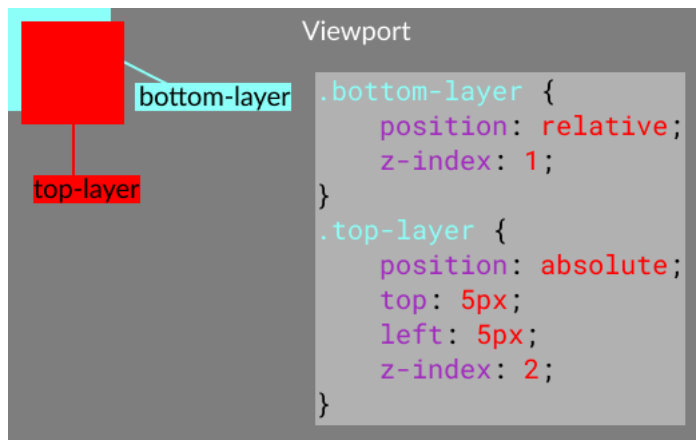 Viewport
bottom-layer
top-layer
.bottom-layer {
    position: relative;
    z-index: 1;
}
.top-layer {
    position: absolute;
    top: 5px;
    left: 5px;
    z-index: 2;
}